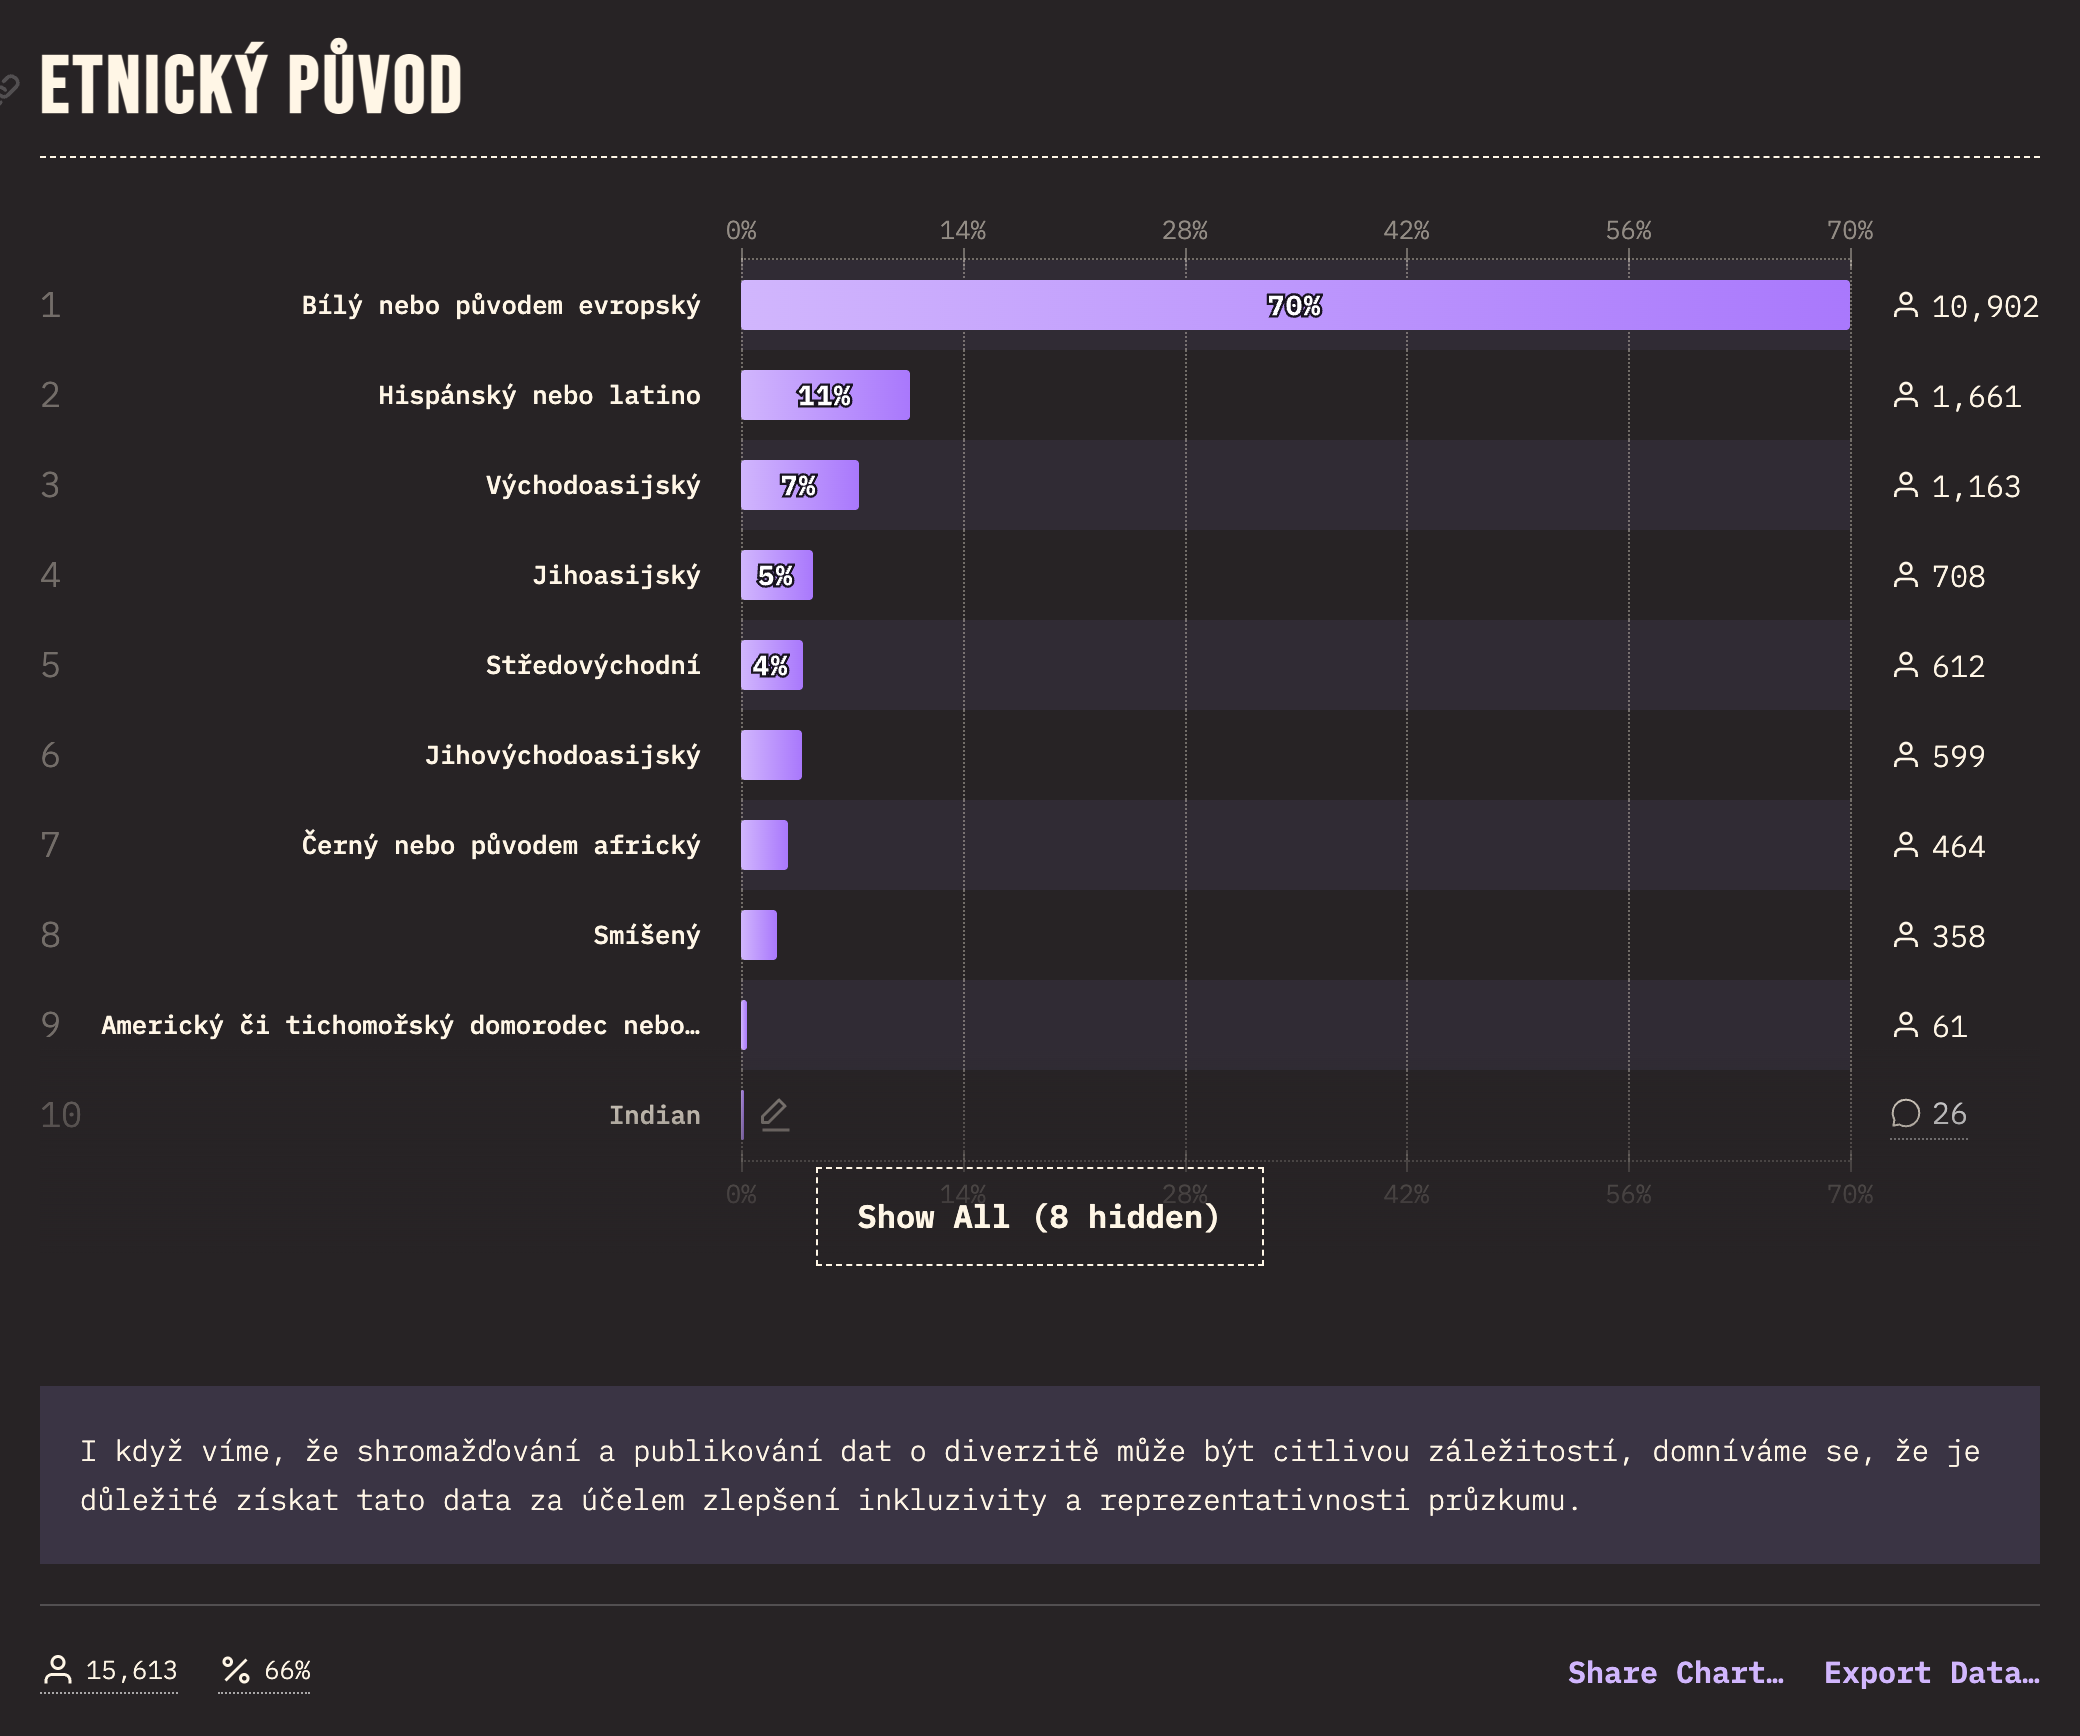 ETNICKÝ PŮVOD
0% 14% 28% 42% 56% 70%
1 Bílý nebo původem evropský 70% 10,902
2 Hispánský nebo latino 11% 1,661
3 Východoasijský 7% 1,163
4 Jihoasijský 5% 708
5 Středovýchodní 4% 612
6 Jihovýchodoasijský 599
7 Černý nebo původem africký 464
8 Smíšený 358
9 Americký či tichomořský domorodec nebo… 61
10 Indian 26
0% 14% 28% 42% 56% 70%
Show All (8 hidden)
I když víme, že shromažďování a publikování dat o diverzitě může být citlivou záležitostí, domníváme se, že je
důležité získat tato data za účelem zlepšení inkluzivity a reprezentativnosti průzkumu.
15,613 66% Share Chart… Export Data…